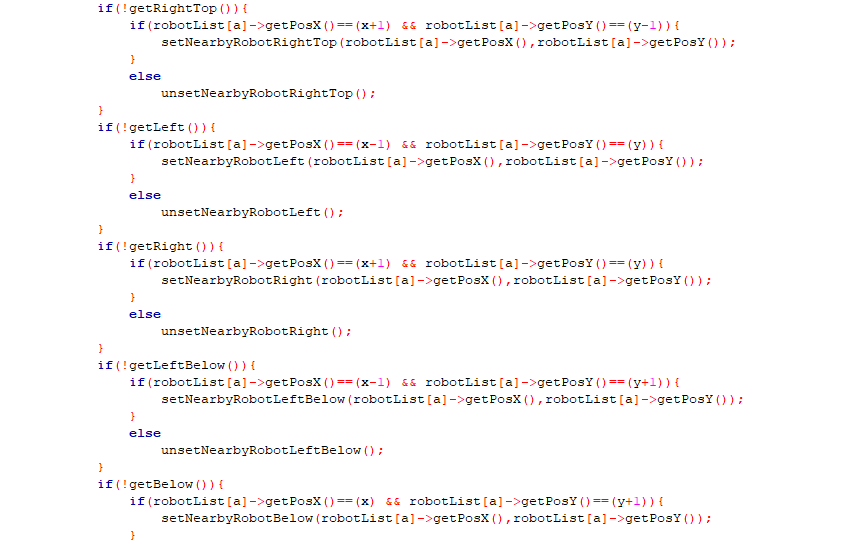 if(!getRightTop()){
if(robotList[a]->getPosX()==(x+1) && robotList[a]->getPosY()==(y-1)){
setNearbyRobotRightTop(robotList[a]->getPosX(),robotList[a]->getPosY());
}
else
unsetNearbyRobotRightTop();
}
if(!getLeft()){
if(robotList[a]->getPosX()==(x-1) && robotList[a]->getPosY()==(y)){
setNearbyRobotLeft(robotList[a]->getPosX(),robotList[a]->getPosY());
}
else
unsetNearbyRobotLeft();
}
if(!getRight()){
if(robotList[a]->getPosX()==(x+1) && robotList[a]->getPosY()==(y)){
setNearbyRobotRight(robotList[a]->getPosX(),robotList[a]->getPosY());
}
else
unsetNearbyRobotRight();
}
if(!getLeftBelow()){
if(robotList[a]->getPosX()==(x-1) && robotList[a]->getPosY()==(y+1)){
setNearbyRobotLeftBelow(robotList[a]->getPosX(),robotList[a]->getPosY());
}
else
unsetNearbyRobotLeftBelow();
}
if(!getBelow()){
if(robotList[a]->getPosX()==(x) && robotList[a]->getPosY()==(y+1)){
setNearbyRobotBelow(robotList[a]->getPosX(),robotList[a]->getPosY());
}